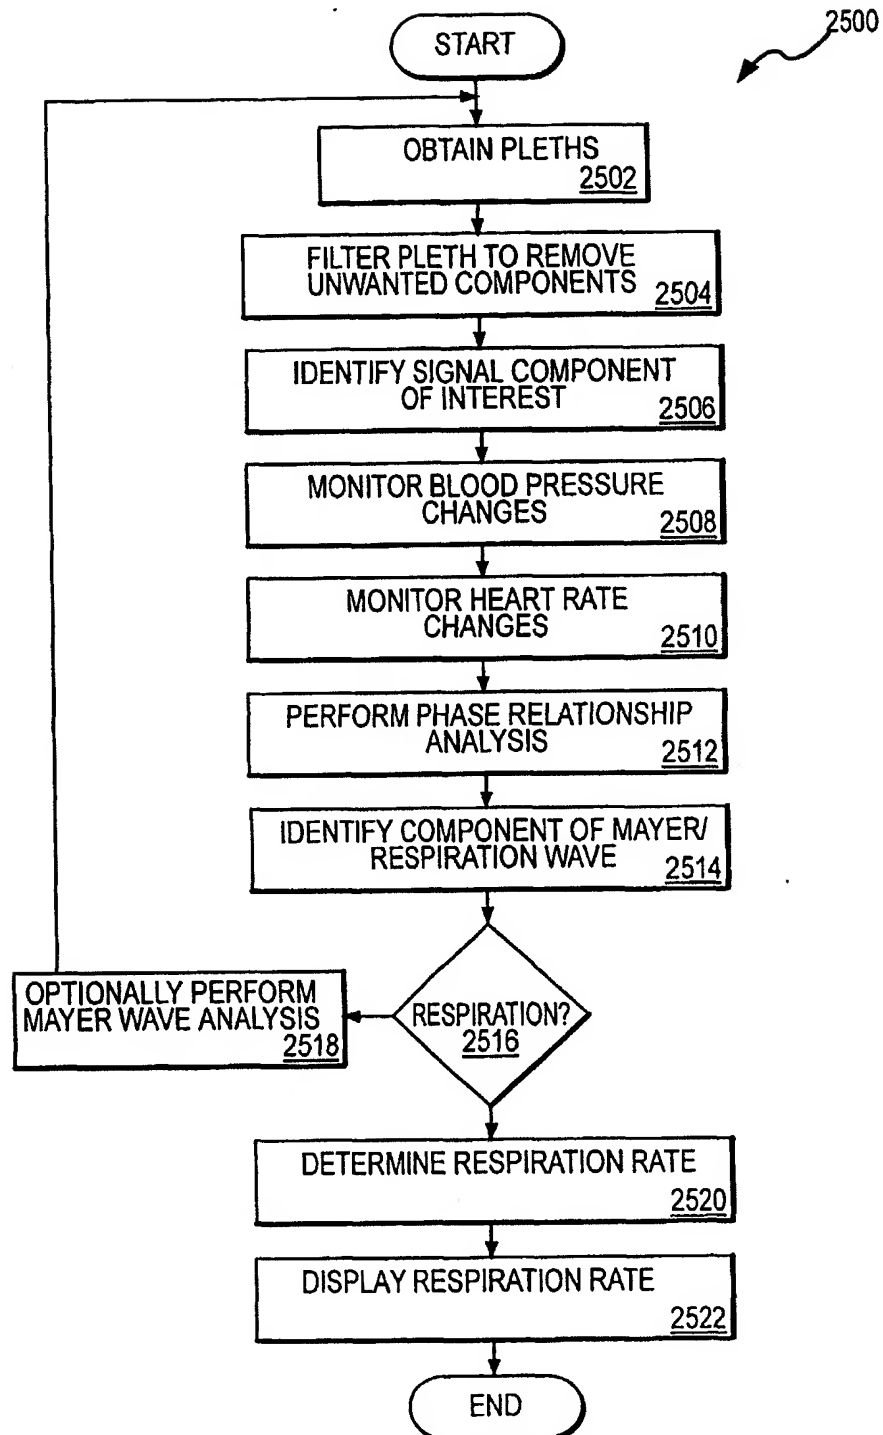 2500
START
OBTAIN PLETHS
2502
FILTER PLETH TO REMOVE
UNWANTED COMPONENTS
2504
IDENTIFY SIGNAL COMPONENT
OF INTEREST
2506
MONITOR BLOOD PRESSURE
CHANGES
2508
MONITOR HEART RATE
CHANGES
2510
PERFORM PHASE RELATIONSHIP
ANALYSIS
2512
IDENTIFY COMPONENT OF MAYER/
RESPIRATION WAVE
2514
RESPIRATION?
2516
OPTIONALLY PERFORM
MAYER WAVE ANALYSIS
2518
DETERMINE RESPIRATION RATE
2520
DISPLAY RESPIRATION RATE
2522
END